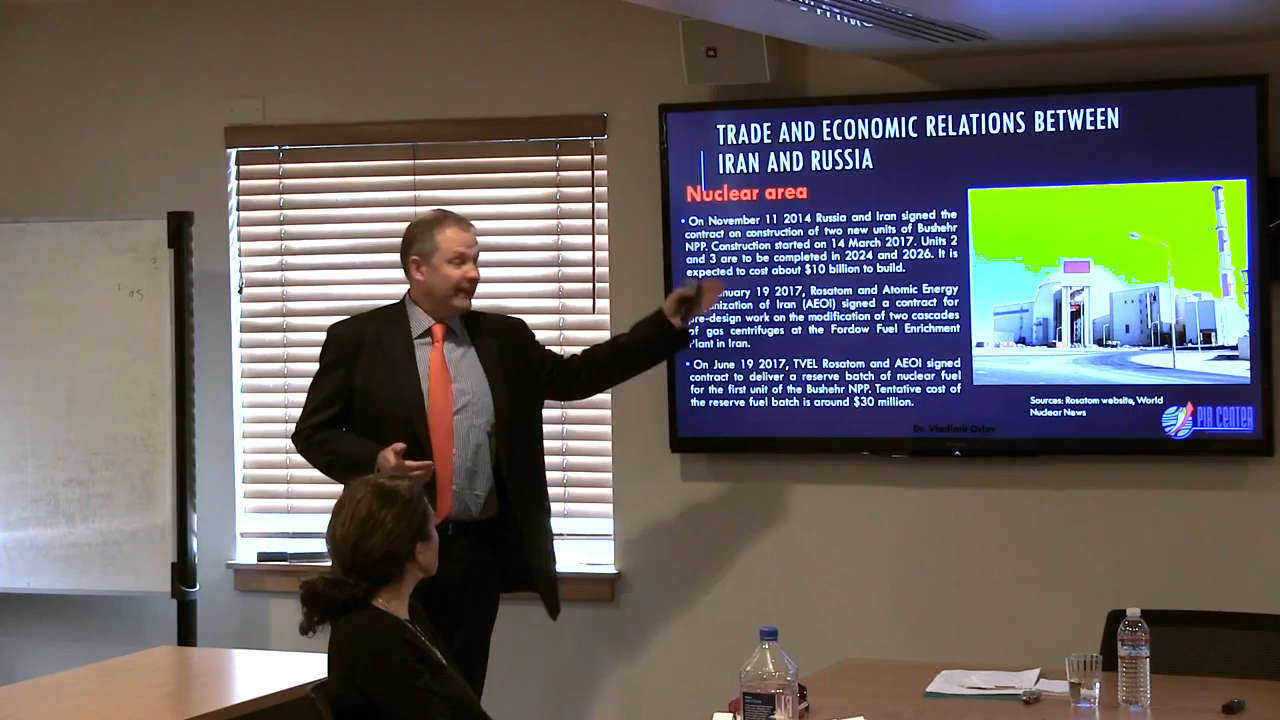 TRADE AND ECONOMIC RELATIONS BETWEEN
IRAN AND RUSSIA
Nuclear area
• On November 11 2014 Russia and Iran signed the
contract on construction of two new units of Bushehr
NPP. Construction started on 14 March 2017. Units 2
and 3 are to be completed in 2024 and 2026. It is
expected to cost about $10 billion to build.
19 2017, Rosatom and Atomic Energy
of Iran (AEOI) signed a contract for
work on the modification of two cascades
of gas centrifuges at the Fordow Fuel Enrichment
Plant in Iran.
• On June 19 2017, TVEL Rosatom and AEOI signed
contract to deliver a reserve batch of nuclear fuel
for the first unit of the Bushehr NPP. Tentative cost of
the reserve fuel batch is around $30 million.
Sources: Rosatom website, World
Nuclear News
PIR CENTER
Dr. Vladimir Orlov